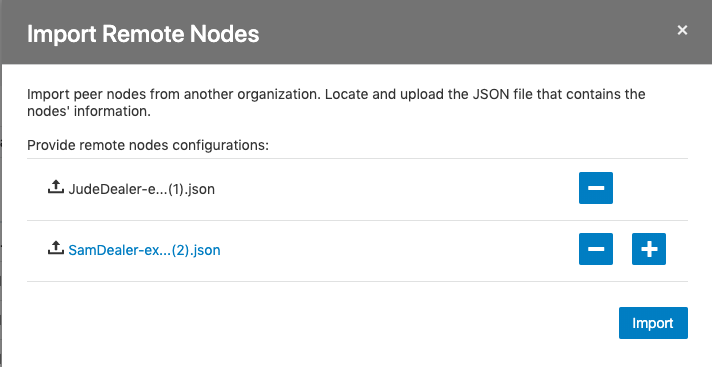 Import Remote Nodes
Import peer nodes from another organization. Locate and upload the JSON file that contains the
nodes' information.
Provide remote nodes configurations:
JudeDealer-e...(1).json
SamDealer-ex...(2).json
Import